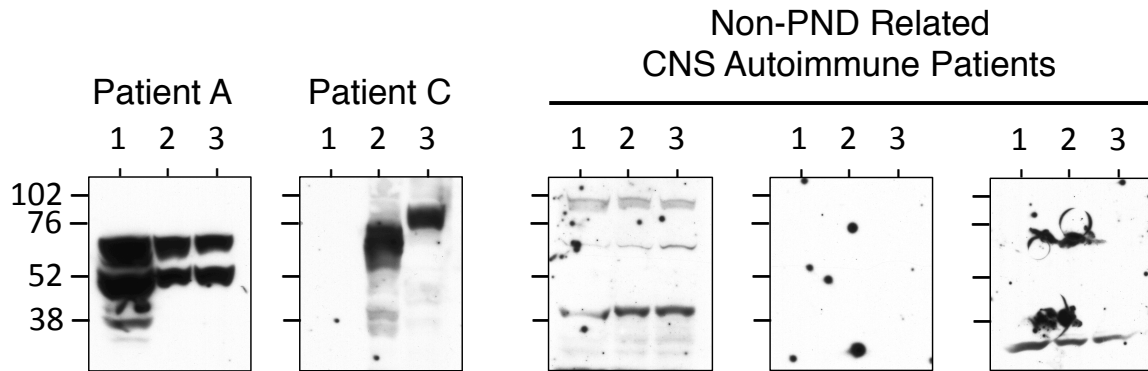 Non-PND Related
CNS Autoimmune Patients
Patient A
Patient C
1 2 3
1 2 3
1 2 3
1 2 3
1 2 3
102
76
52
38